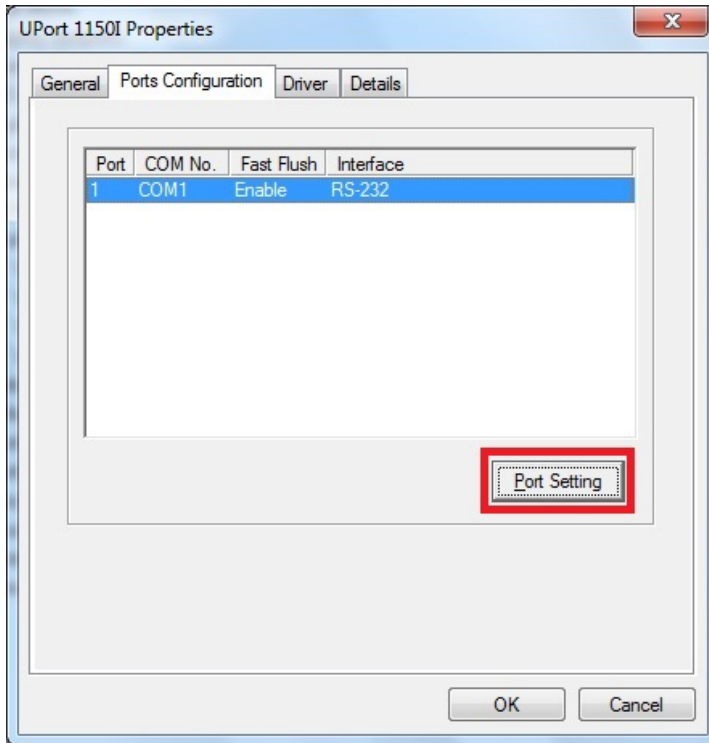 UPort 1150I Properties
General Ports Configuration Driver Details
Port COM No. Fast Flush Interface
1 COM1 Enable RS-232
Port Setting
OK Cancel